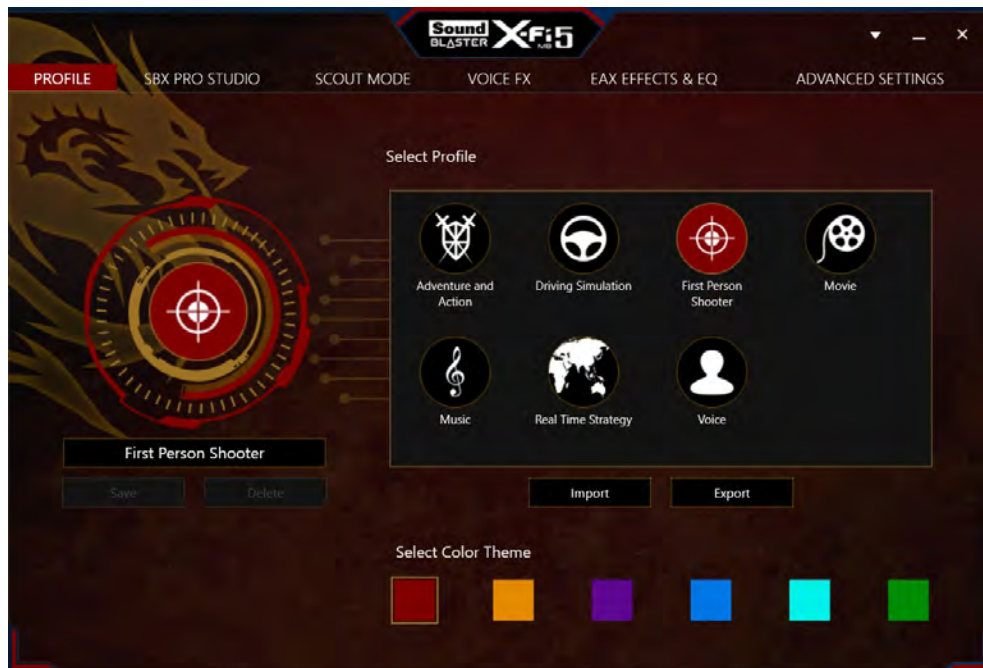 Sound
BLASTER X-Fi MB 5
PROFILE SBX PRO STUDIO SCOUT MODE VOICE FX EAX EFFECTS & EQ ADVANCED SETTINGS
Select Profile
Adventure and
Action
Driving Simulation
First Person
Shooter
Movie
Music
Real Time Strategy
Voice
First Person Shooter
Save Delete
Import Export
Select Color Theme